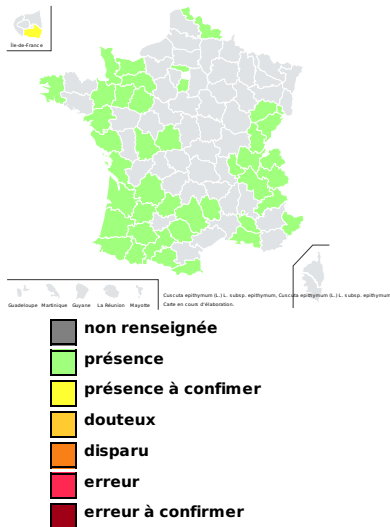 Île-de-France
Guadeloupe Martinique Guyane La Réunion Mayotte
Cuscuta epithymum (L.) L. subsp. epithymum, Cuscuta epithymum (L.) L. subsp. epithymum
Carte en cours d'élaboration.
non renseignée
présence
présence à confimer
douteux
disparu
erreur
erreur à confirmer